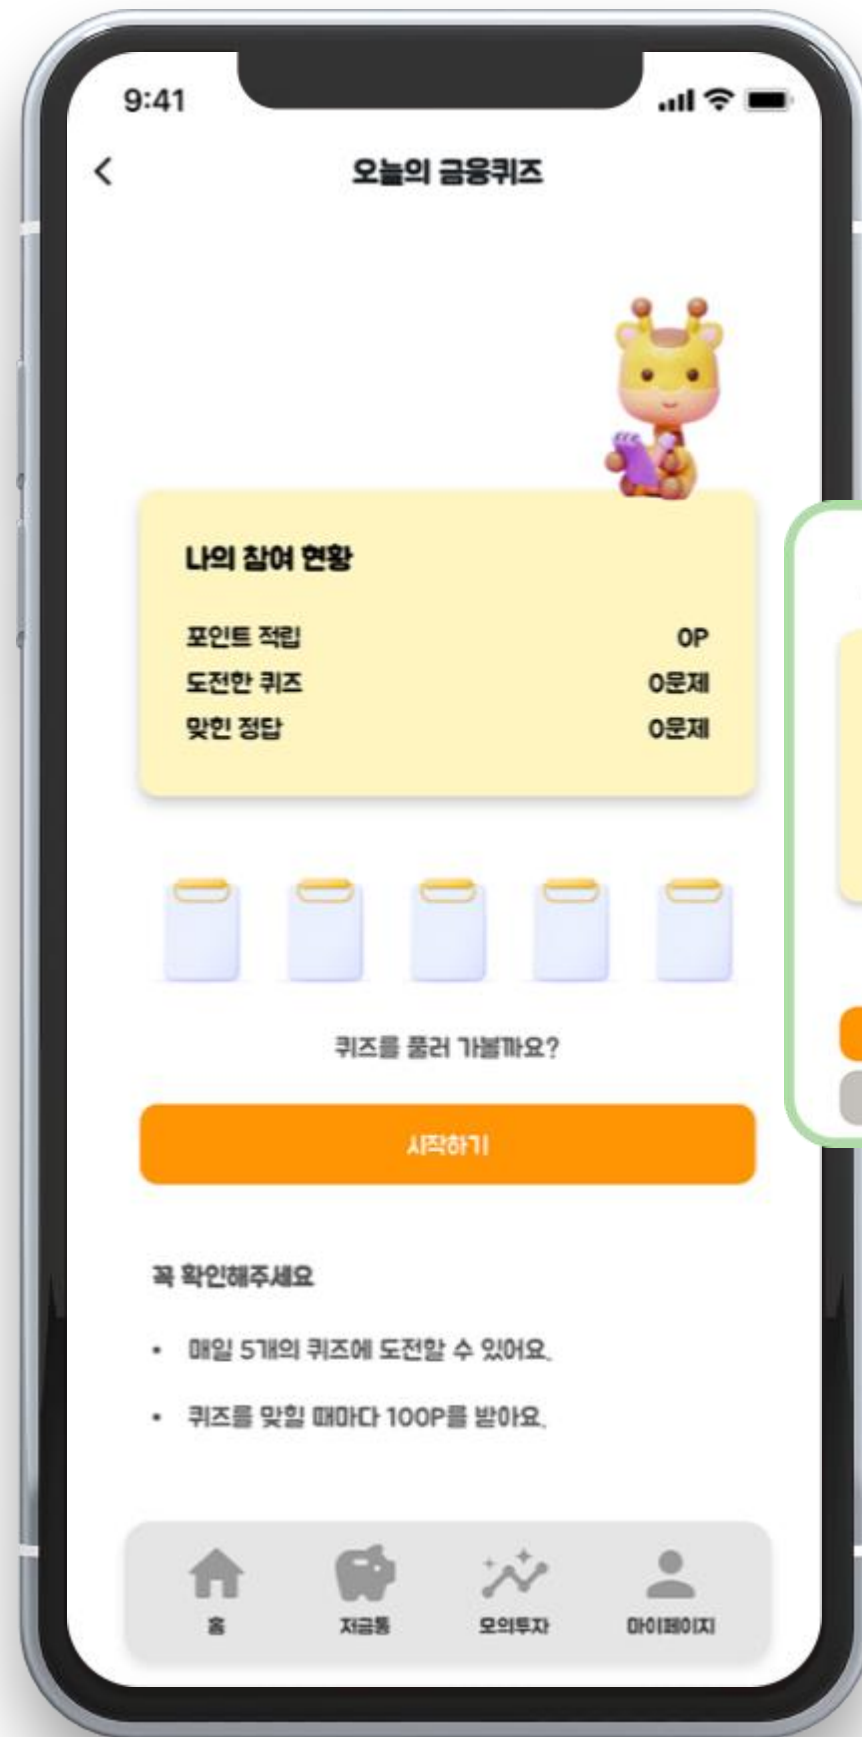 9:41
오늘의 금융퀴즈
나의 참여 현황
포인트 적립 0P
도전한 퀴즈 0문제
맞힌 정답 0문제
퀴즈를 풀러 가볼까요?
시작하기
꼭 확인해주세요
• 매일 5개의 퀴즈에 도전할 수 있어요.
• 퀴즈를 맞힐 때마다 100P를 받아요.
홈 저금통 모의투자 마이페이지